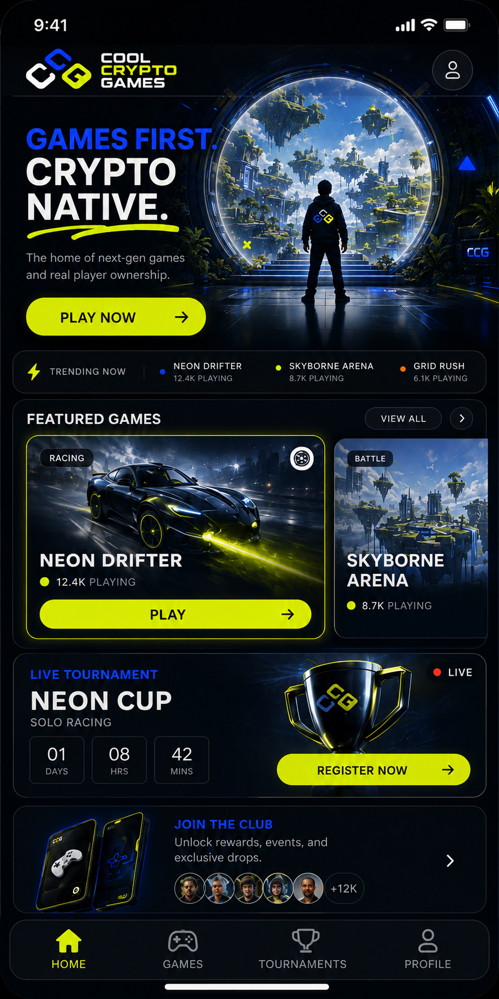 9:41
COOL
CRYPTO
GAMES
GAMES FIRST.
CRYPTO
NATIVE.
CCG
The home of next-gen games
and real player ownership.
PLAY NOW
TRENDING NOW
NEON DRIFTER
12.4K PLAYING
SKYBORNE ARENA
8.7K PLAYING
GRID RUSH
6.1K PLAYING
FEATURED GAMES
VIEW ALL
RACING
NEON DRIFTER
12.4K PLAYING
PLAY
BATTLE
SKYBORNE
ARENA
8.7K PLAYING
LIVE TOURNAMENT
NEON CUP
SOLO RACING
01
DAYS
08
HRS
42
MINS
CCG
LIVE
REGISTER NOW
CCG
JOIN THE CLUB
Unlock rewards, events, and
exclusive drops.
+12K
HOME
GAMES
TOURNAMENTS
PROFILE